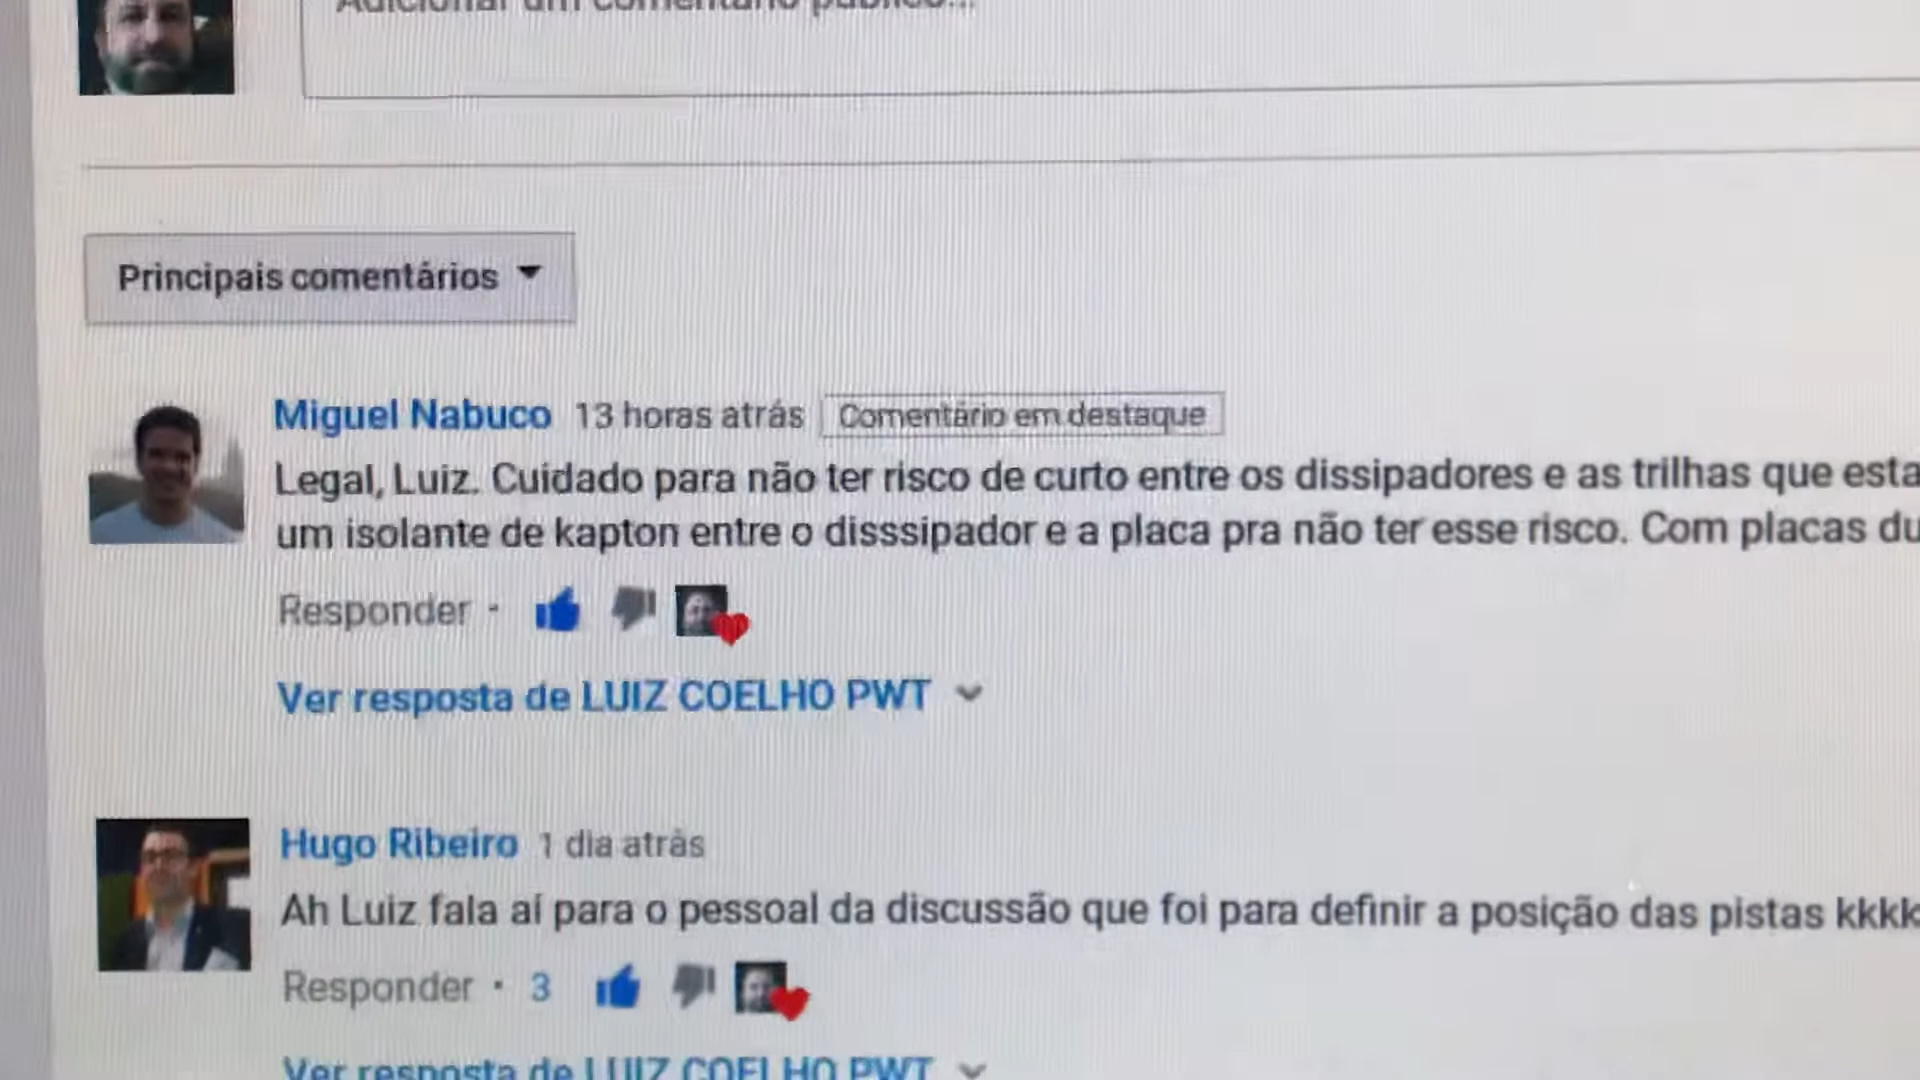 Adicionar um comentário público...
Principais comentários
Miguel Nabuco 13 horas atrás Comentário em destaque
Legal, Luiz. Cuidado para não ter risco de curto entre os dissipadores e as trilhas que esta
um isolante de kapton entre o disssipador e a placa pra não ter esse risco. Com placas du
Responder ·
Ver resposta de LUIZ COELHO PWT
Hugo Ribeiro 1 dia atrás
Ah Luiz fala aí para o pessoal da discussão que foi para definir a posição das pistas kkkk
Responder · 3
Ver resposta de LUIZ COELHO PWT